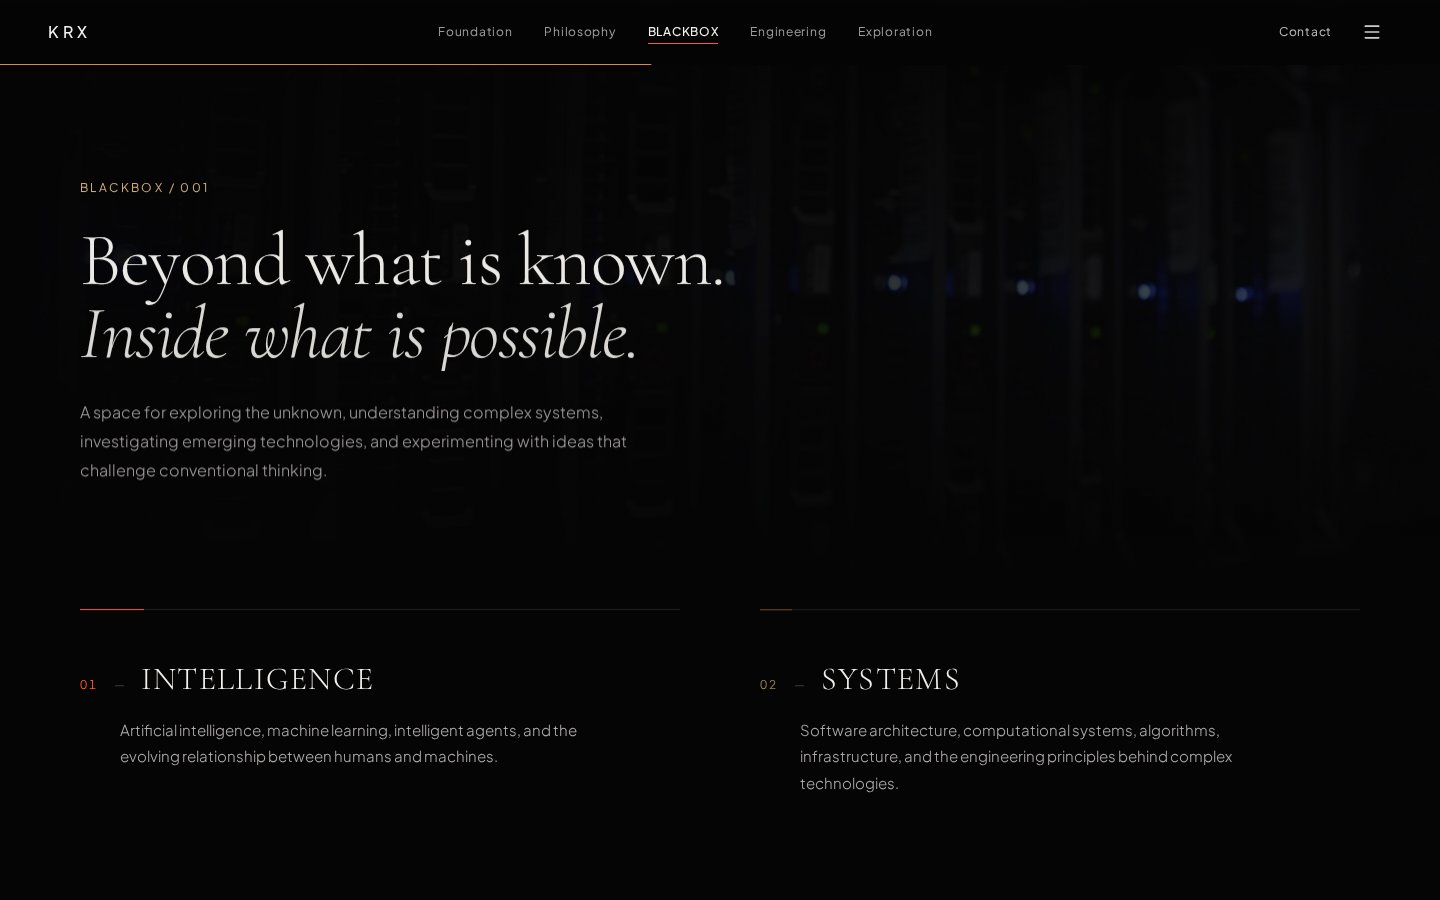 KRX
Foundation
Philosophy
BLACKBOX
Engineering
Exploration
Contact
BLACKBOX / 001
Beyond what is known.
Inside what is possible.
A space for exploring the unknown, understanding complex systems,
investigating emerging technologies, and experimenting with ideas that
challenge conventional thinking.
01 — INTELLIGENCE
Artificial intelligence, machine learning, intelligent agents, and the
evolving relationship between humans and machines.
02 — SYSTEMS
Software architecture, computational systems, algorithms,
infrastructure, and the engineering principles behind complex
technologies.